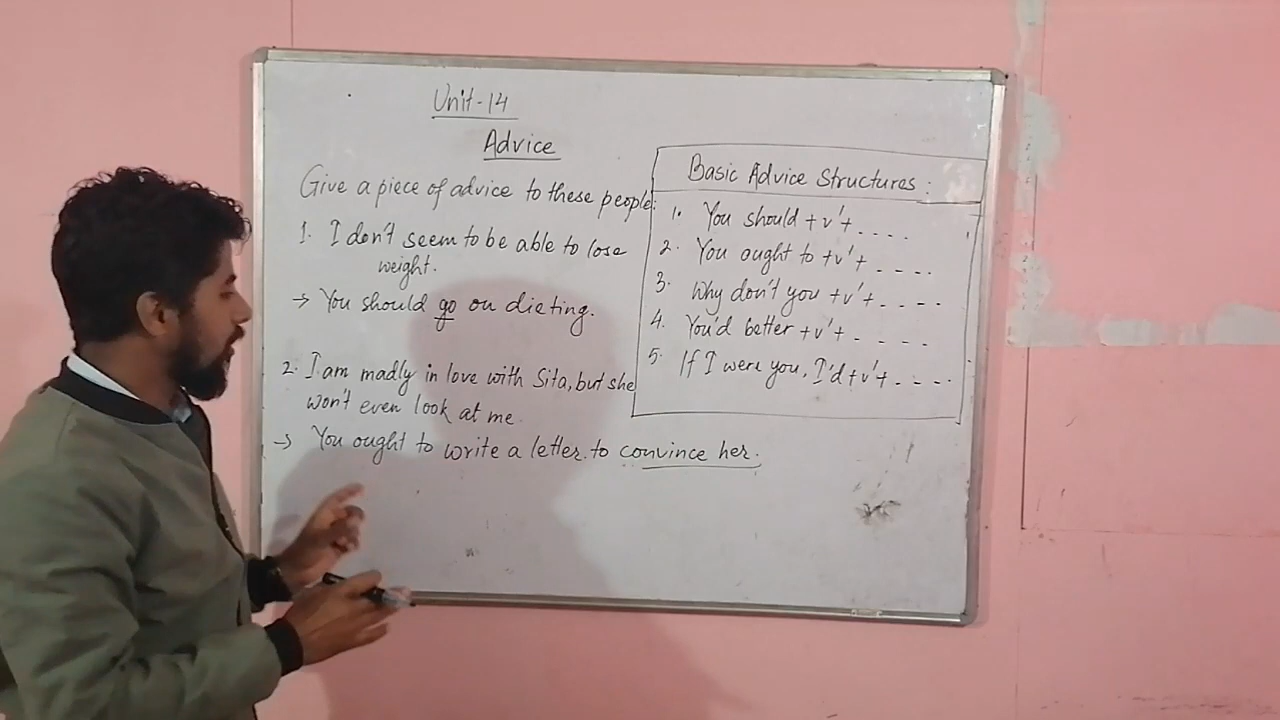 Unit-14
Advice
Give a piece of advice to these people:
1. I don't seem to be able to lose
weight.
→ You should go on dieting.
2. I am madly in love with Sita, but she
won't even look at me.
→ You ought to write a letter to convince her.
Basic Advice Structures:
1. You should + v' + ....
2. You ought to + v' + ----.
3. Why don't you + v' + ----
4. You'd better + v' + ----
5. If I were you, I'd + v' + ----